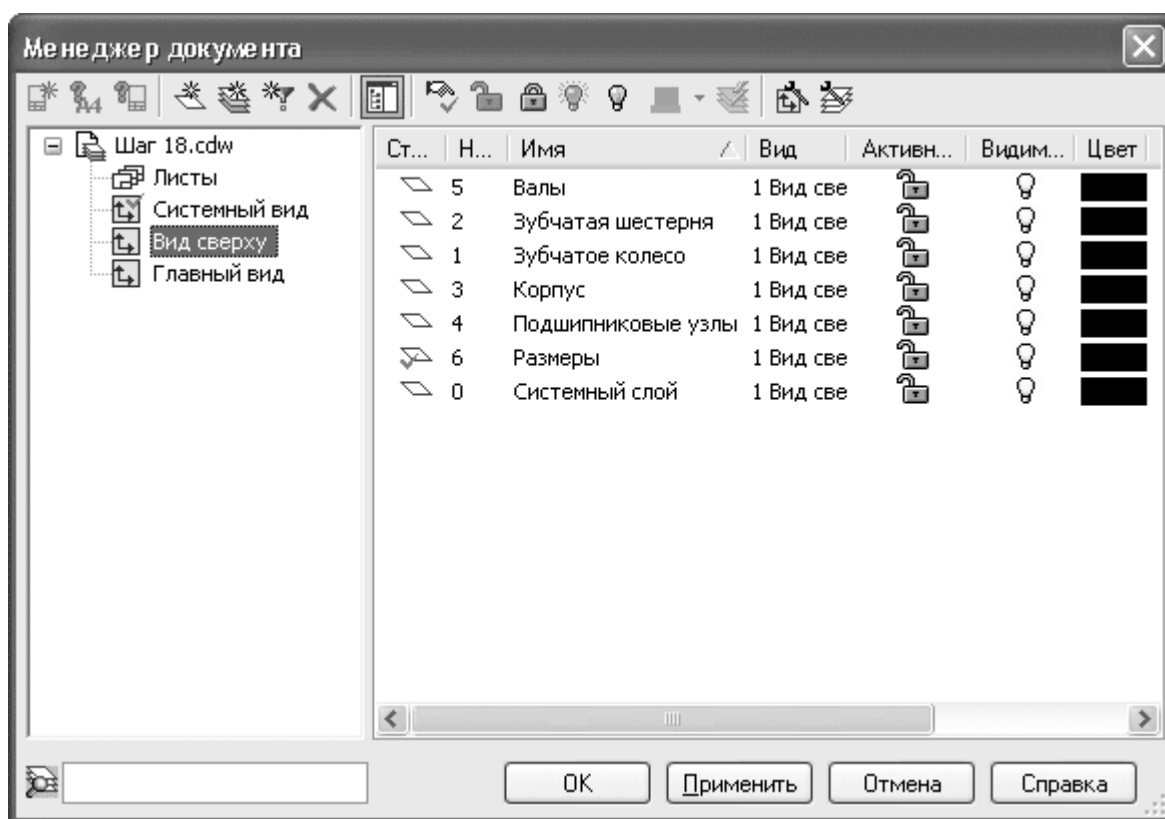 Менеджер документа
A4
Шаг 18.cdw
Листы
Системный вид
Вид сверху
Главный вид
Ст... Н... Имя Вид Активн... Видим... Цвет
5 Валы 1 Вид све
2 Зубчатая шестерня 1 Вид све
1 Зубчатое колесо 1 Вид све
3 Корпус 1 Вид све
4 Подшипниковые узлы 1 Вид све
6 Размеры 1 Вид све
0 Системный слой 1 Вид све
ОК Применить Отмена Справка